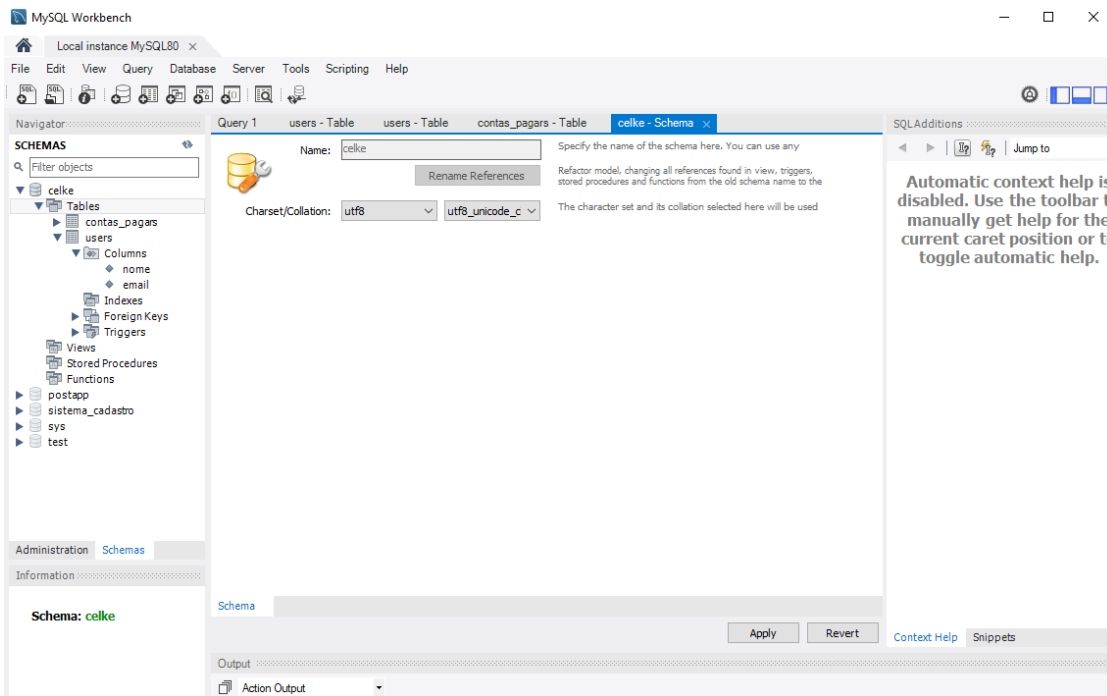 MySQL Workbench
Local instance MySQL80
File Edit View Query Database Server Tools Scripting Help
Navigator
SCHEMAS
Filter objects
celke
Tables
contas_pagars
users
Columns
nome
email
Indexes
Foreign Keys
Triggers
Views
Stored Procedures
Functions
postapp
sistema_cadastro
sys
test
Administration Schemas
Information
Schema: celke
Query 1 users - Table users - Table contas_pagars - Table celke - Schema
Name: celke
Specify the name of the schema here. You can use any
Rename References
Refactor model, changing all references found in view, triggers,
stored procedures and functions from the old schema name to the
Charset/Collation: utf8 utf8_unicode_c
The character set and its collation selected here will be used
Schema
Apply Revert
Output
Action Output
SQLAdditions
Jump to
Automatic context help is
disabled. Use the toolbar t
manually get help for the
current caret position or t
toggle automatic help.
Context Help Snippets